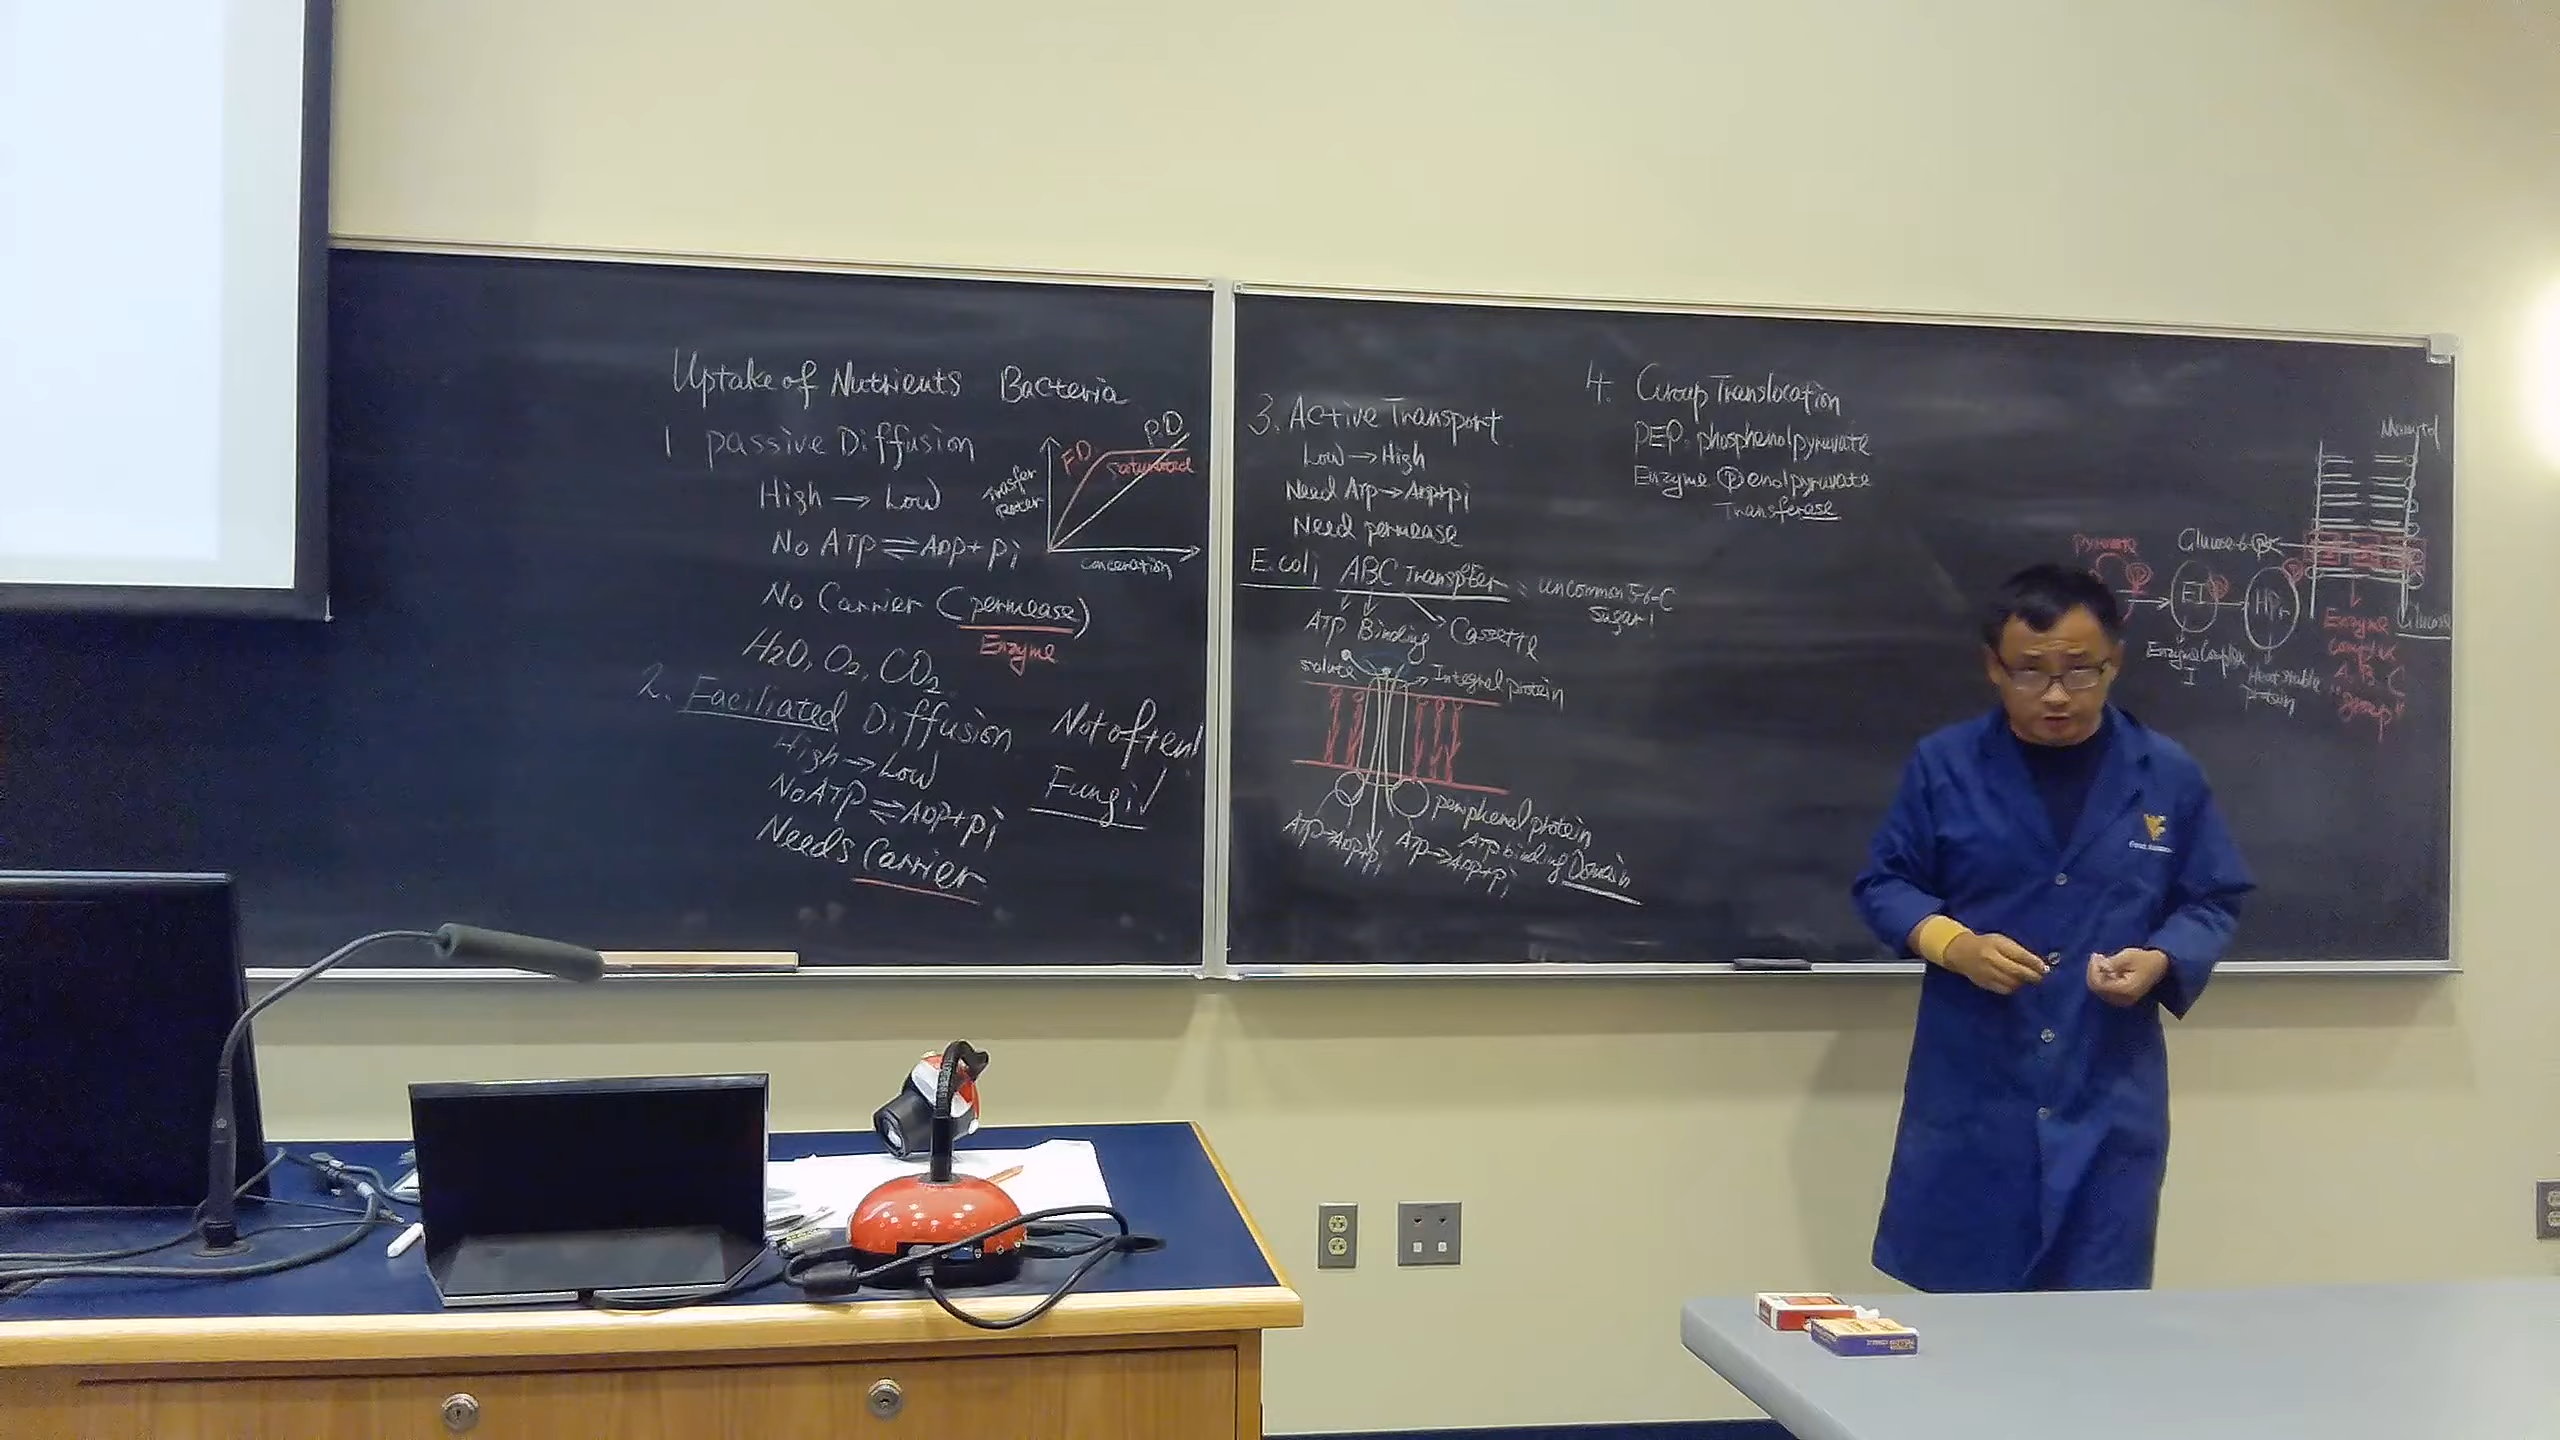 Uptake of Nutrients Bacteria
1 passive Diffusion
High → Low
No ATP ⇌ ADP + Pi
No Carrier (permease)
Enzyme
H2O, O2, CO2
P.D
FD
saturated
Transfer
conceration
2. Faciliated Diffusion
High → Low
No ATP ⇌ ADP + Pi
Needs Carrier
Not often!
Fungi!
3. Active Transport
Low → High
Need ATP → ADP+Pi
Need permease
E.coli ABC Transpter
uncommon 5-6-C
sugar!
ATP Binding Cassette
solute
Integral protein
peripheral protein
ATP binding Domain
ATP → ADP+Pi
ATP → ADP+Pi
4. Group Translocation
PEP: phosphenolpyruvate
Enzyme P enolpyruvate
Transferase
Pyruvate
P
EI
P
HPr
Enzyme Complex
I
Heat stable
protein
Glucose-6-P
Glucose
Enzyme
complex
A B C
"group"